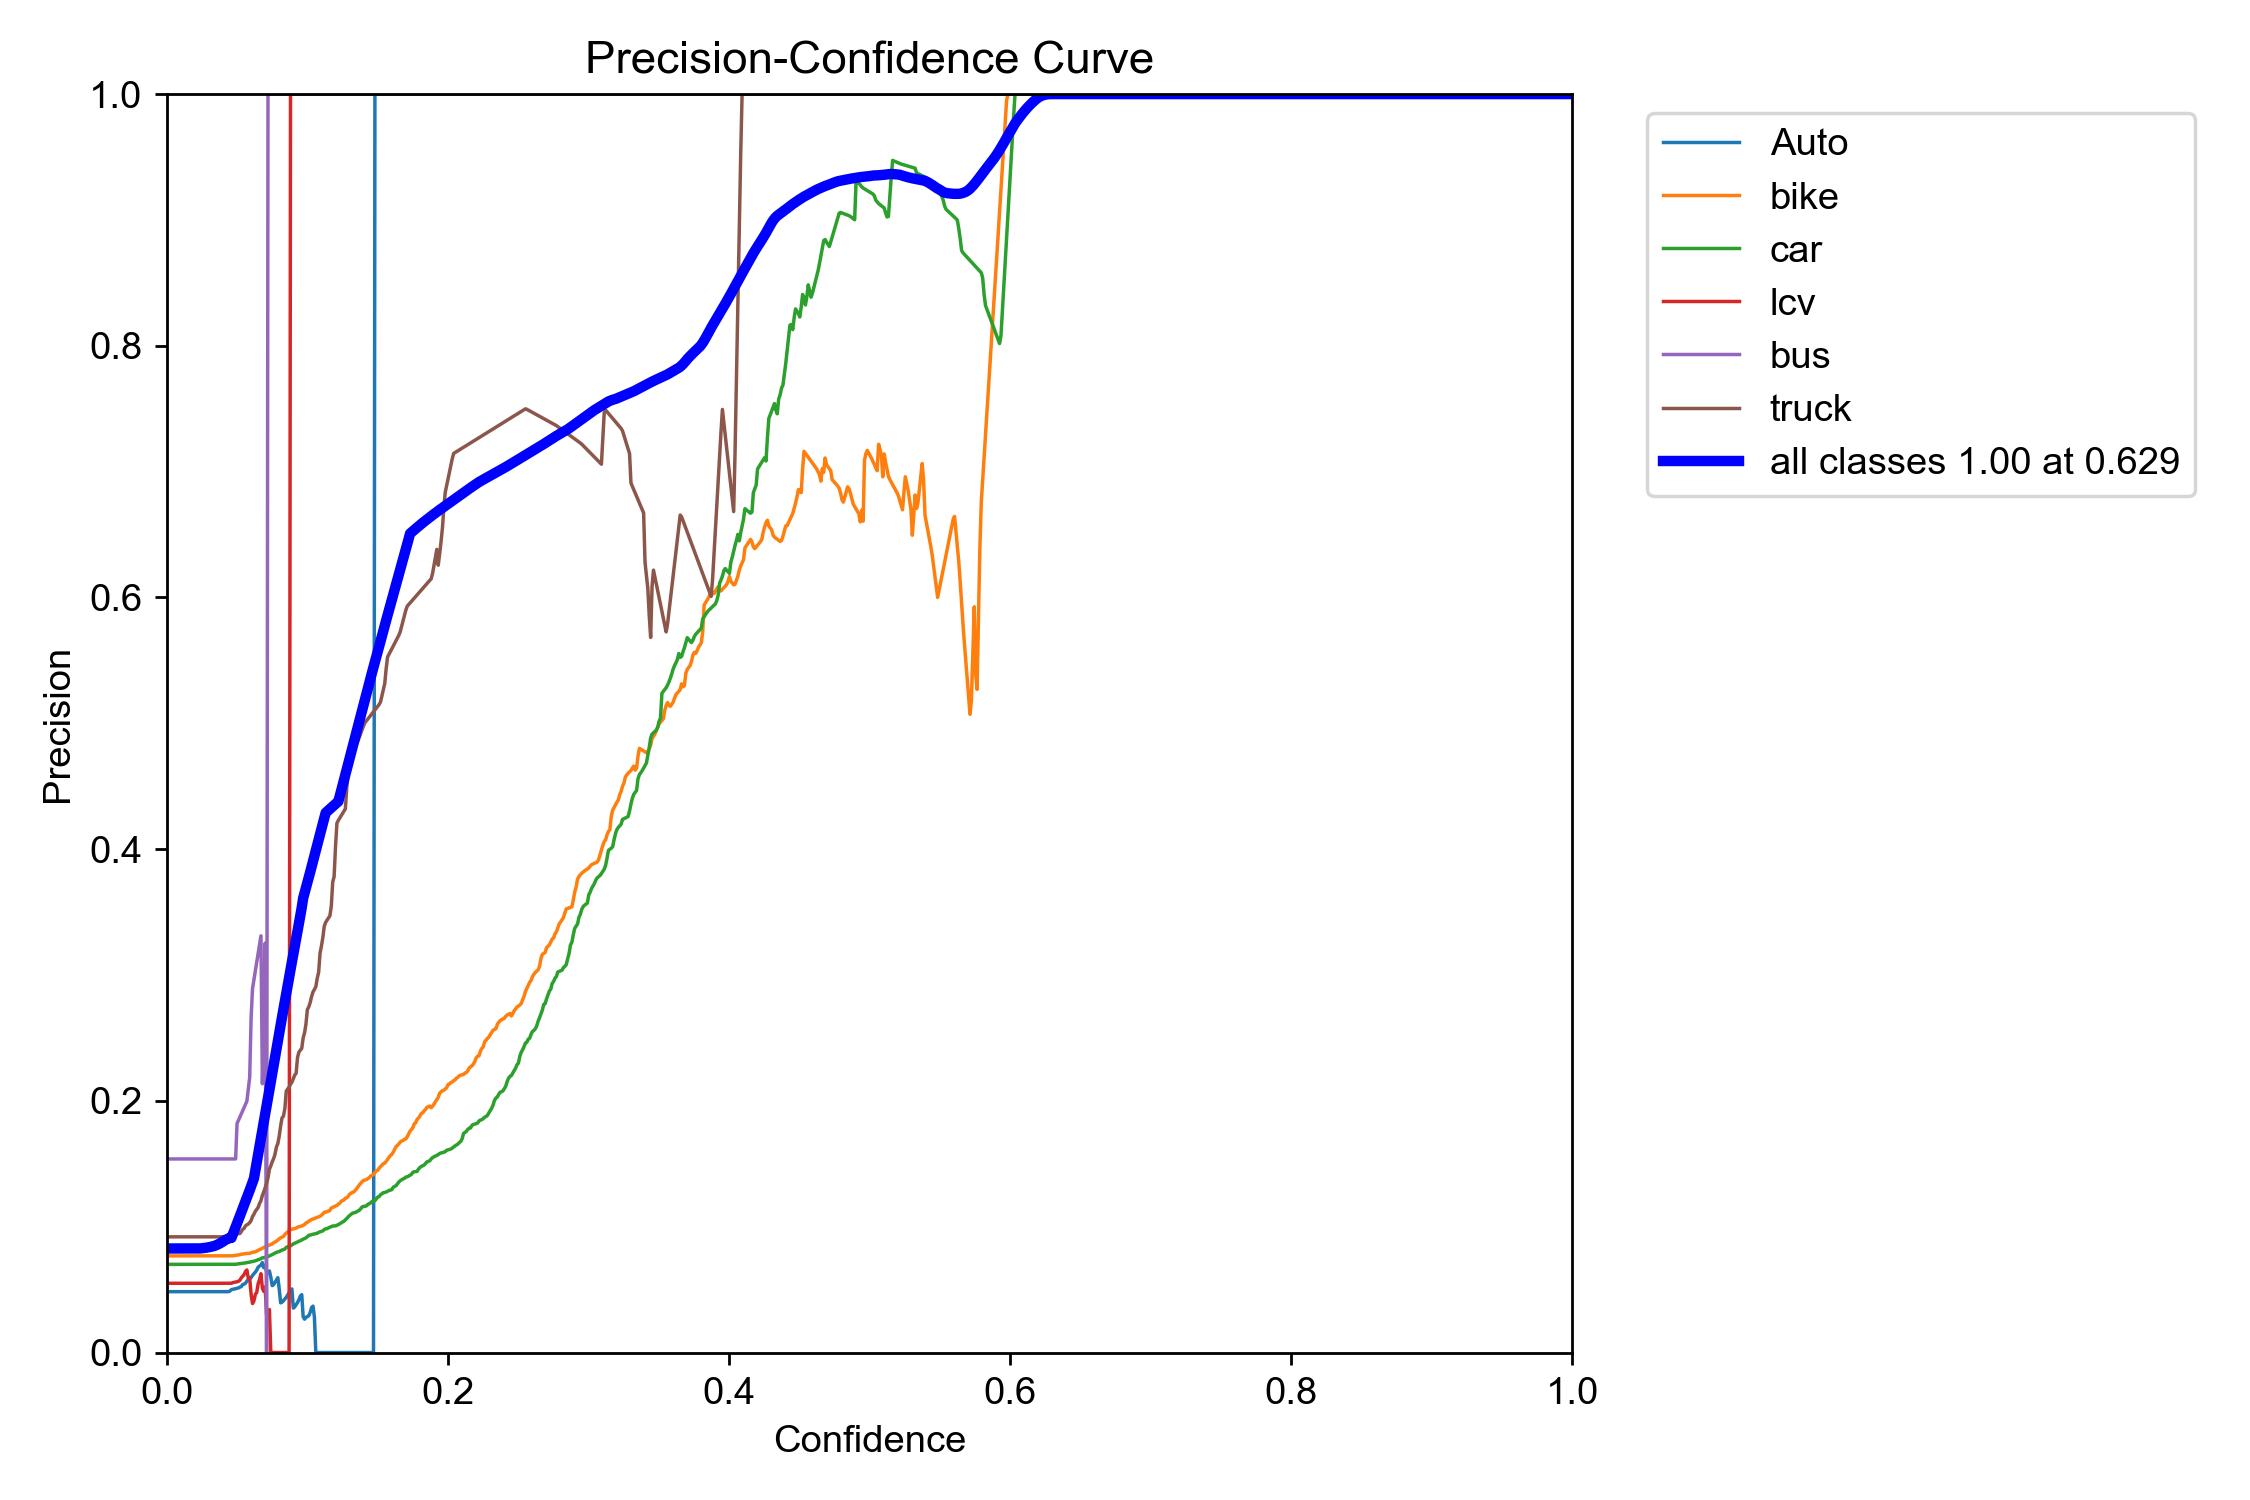 Precision-Confidence Curve
1.0
0.8
0.6
0.4
0.2
0.0
Precision
0.0 0.2 0.4 0.6 0.8 1.0
Confidence
Auto
bike
car
lcv
bus
truck
all classes 1.00 at 0.629